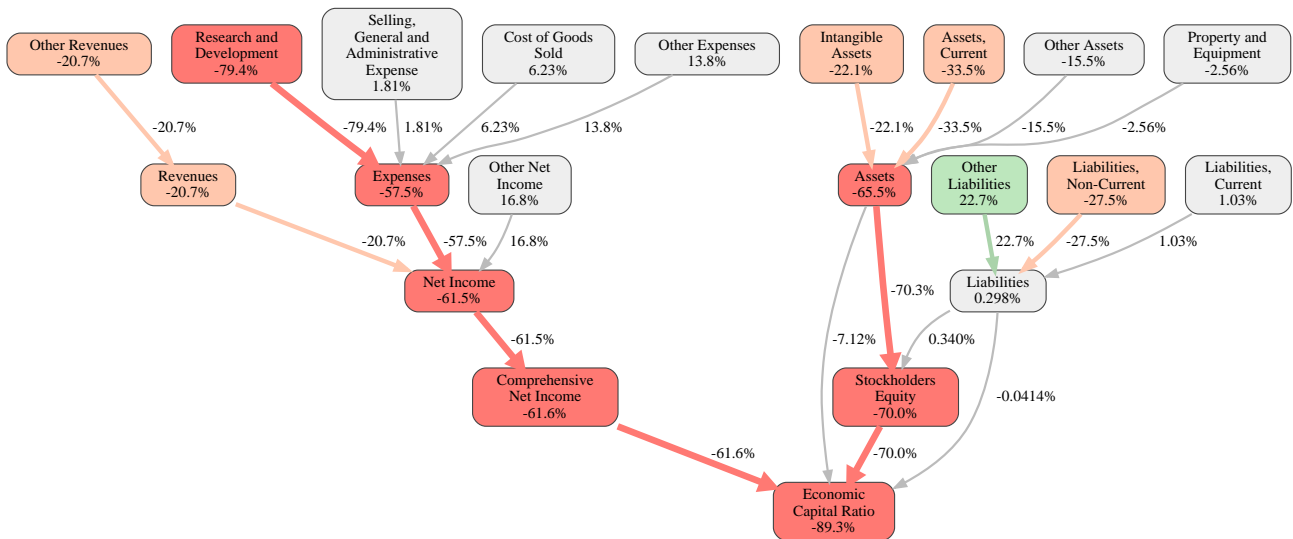 Other Revenues
-20.7%
Research and
Development
-79.4%
Selling,
General and
Administrative
Expense
1.81%
Cost of Goods
Sold
6.23%
Other Expenses
13.8%
Intangible
Assets
-22.1%
Assets,
Current
-33.5%
Other Assets
-15.5%
Property and
Equipment
-2.56%
-20.7%
-79.4%
1.81%
6.23%
13.8%
-22.1%
-33.5%
-15.5%
-2.56%
Revenues
-20.7%
Expenses
-57.5%
Other Net
Income
16.8%
Assets
-65.5%
Other
Liabilities
22.7%
Liabilities,
Non-Current
-27.5%
Liabilities,
Current
1.03%
-20.7%
-57.5%
16.8%
22.7%
-27.5%
1.03%
Net Income
-61.5%
-70.3%
Liabilities
0.298%
-61.5%
-7.12%
0.340%
Comprehensive
Net Income
-61.6%
Stockholders
Equity
-70.0%
-0.0414%
-61.6%
-70.0%
Economic
Capital Ratio
-89.3%